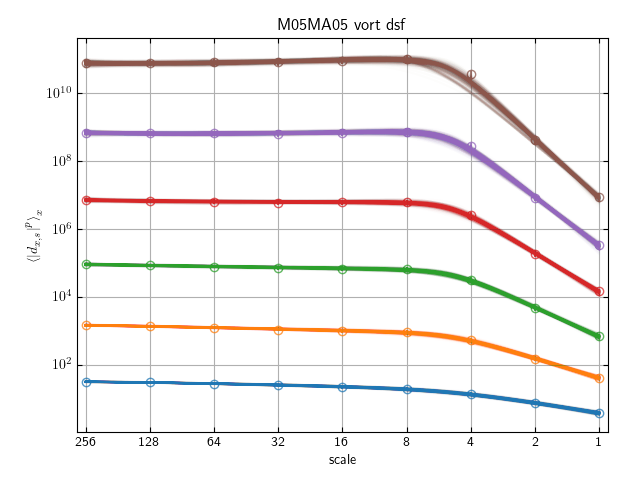 M05MA05 vort dsf
10^{10}
10^{8}
10^{6}
10^{4}
10^{2}
⟨|d_{x,s}|^{p}⟩_{x}
256 128 64 32 16 8 4 2 1
scale